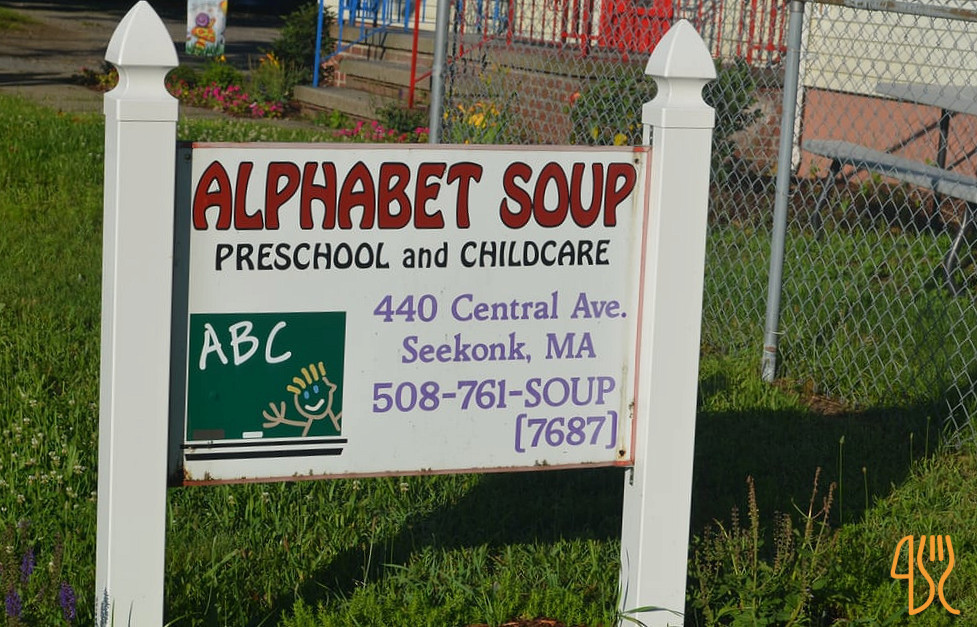 ALPHABET SOUP
PRESCHOOL and CHILDCARE
440 Central Ave.
Seekonk, MA
508-761-SOUP
(7687)
ABC